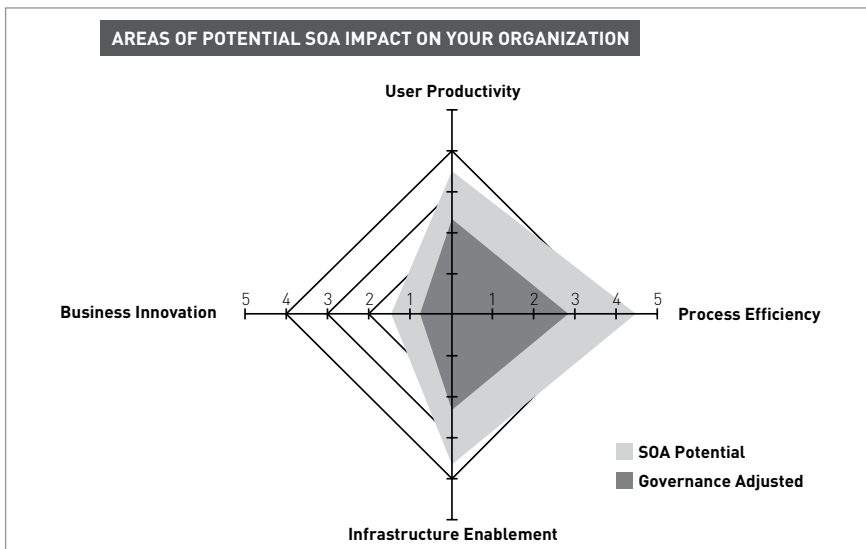 AREAS OF POTENTIAL SOA IMPACT ON YOUR ORGANIZATION
User Productivity
Business Innovation
5 4 3 2 1 1 2 3 4 5
Process Efficiency
SOA Potential
Governance Adjusted
Infrastructure Enablement